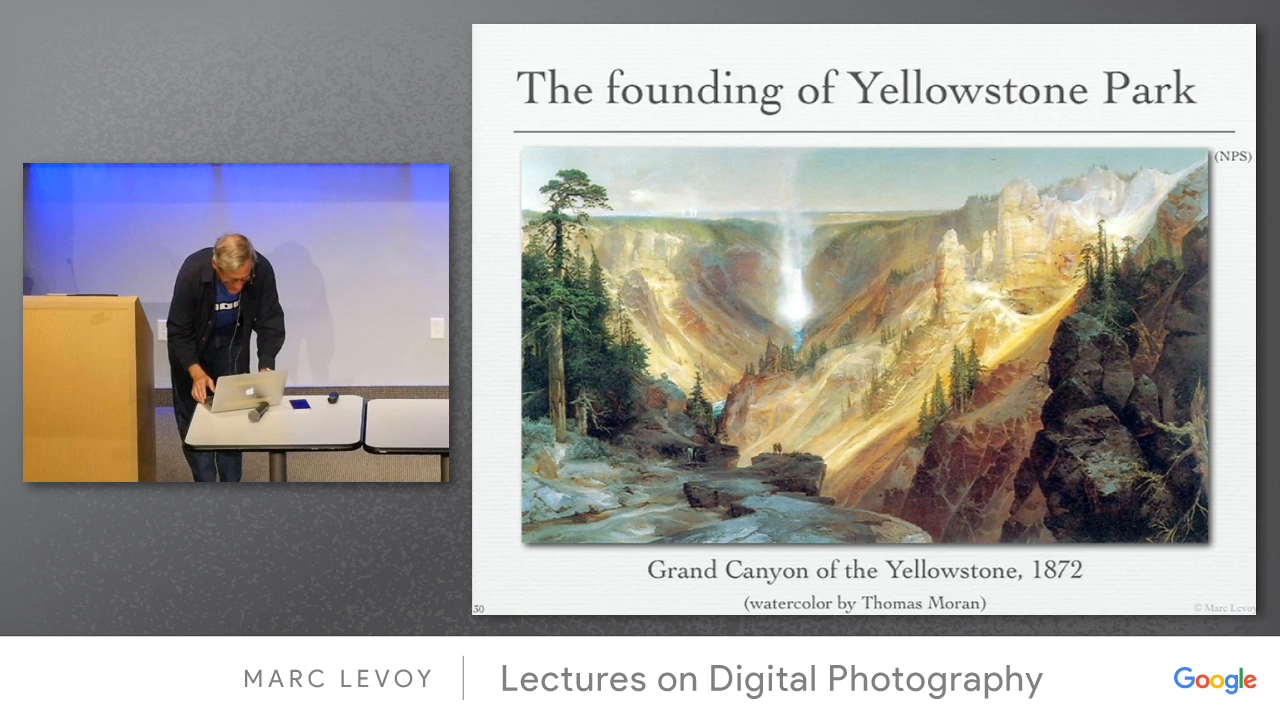 The founding of Yellowstone Park
(NPS)
Grand Canyon of the Yellowstone, 1872
(watercolor by Thomas Moran)
30
© Marc Levoy
MARC LEVOY
Lectures on Digital Photography
Google